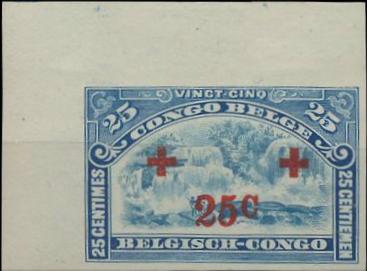 VINGT-CINQ
25 CONGO BELGE 25
25 CENTIMES
25 CENTIEMEN
25C
BELGISCH-CONGO